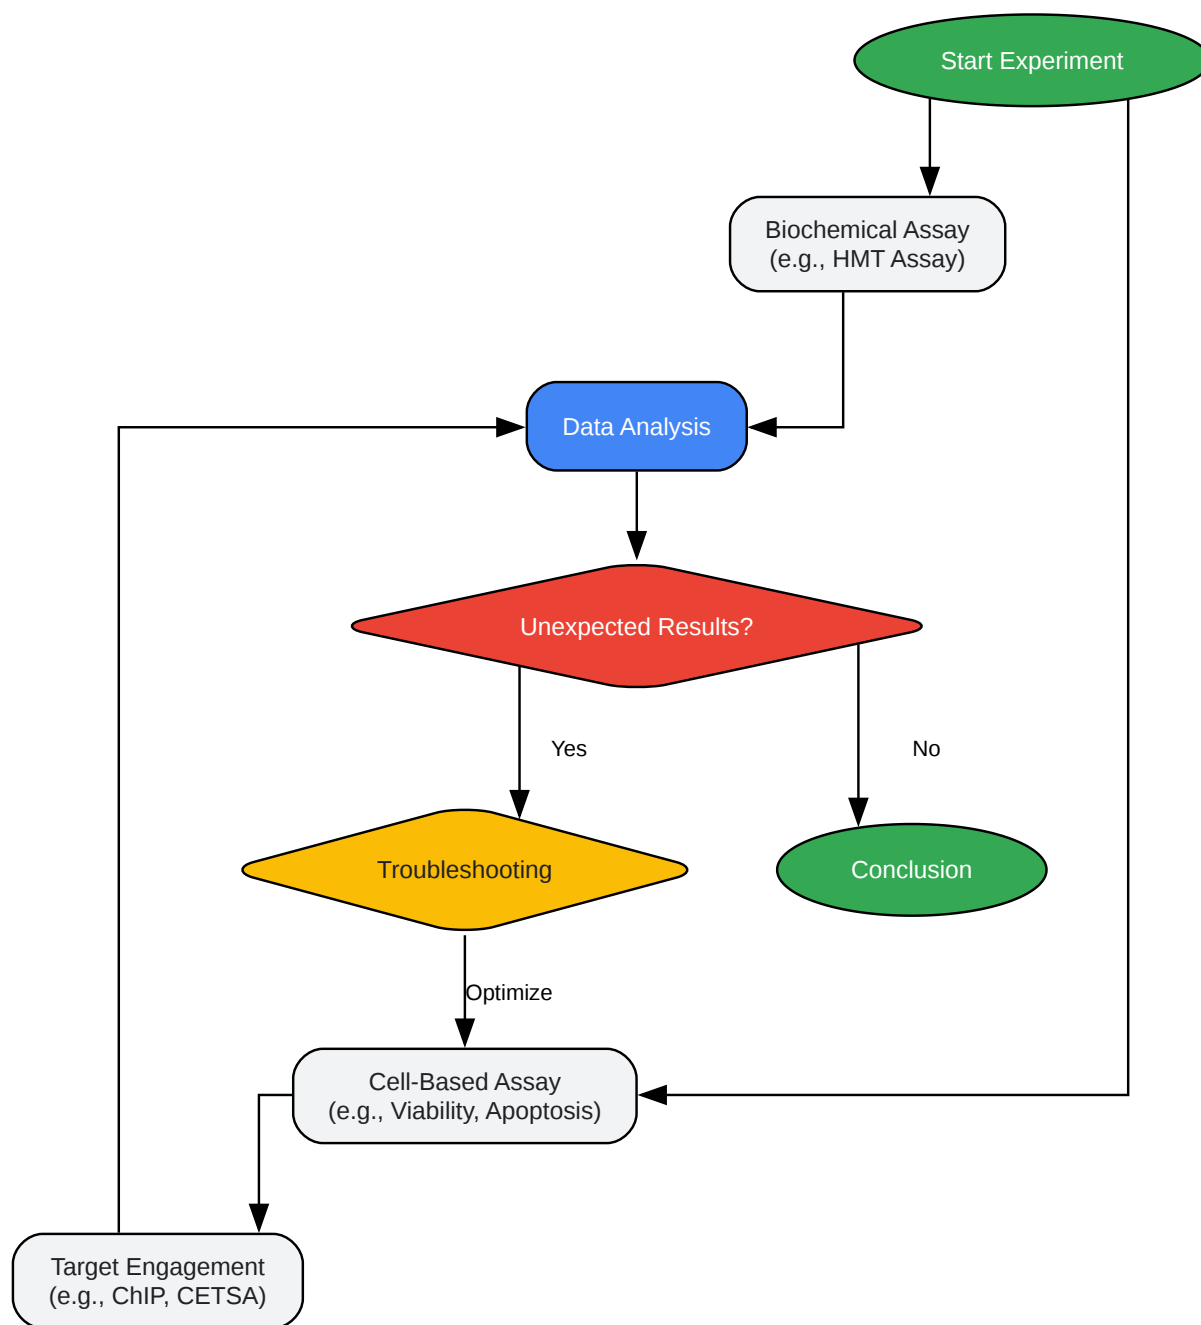 Start Experiment
Biochemical Assay
(e.g., HMT Assay)
Data Analysis
Unexpected Results?
Yes
No
Troubleshooting
Conclusion
Optimize
Cell-Based Assay
(e.g., Viability, Apoptosis)
Target Engagement
(e.g., ChIP, CETSA)